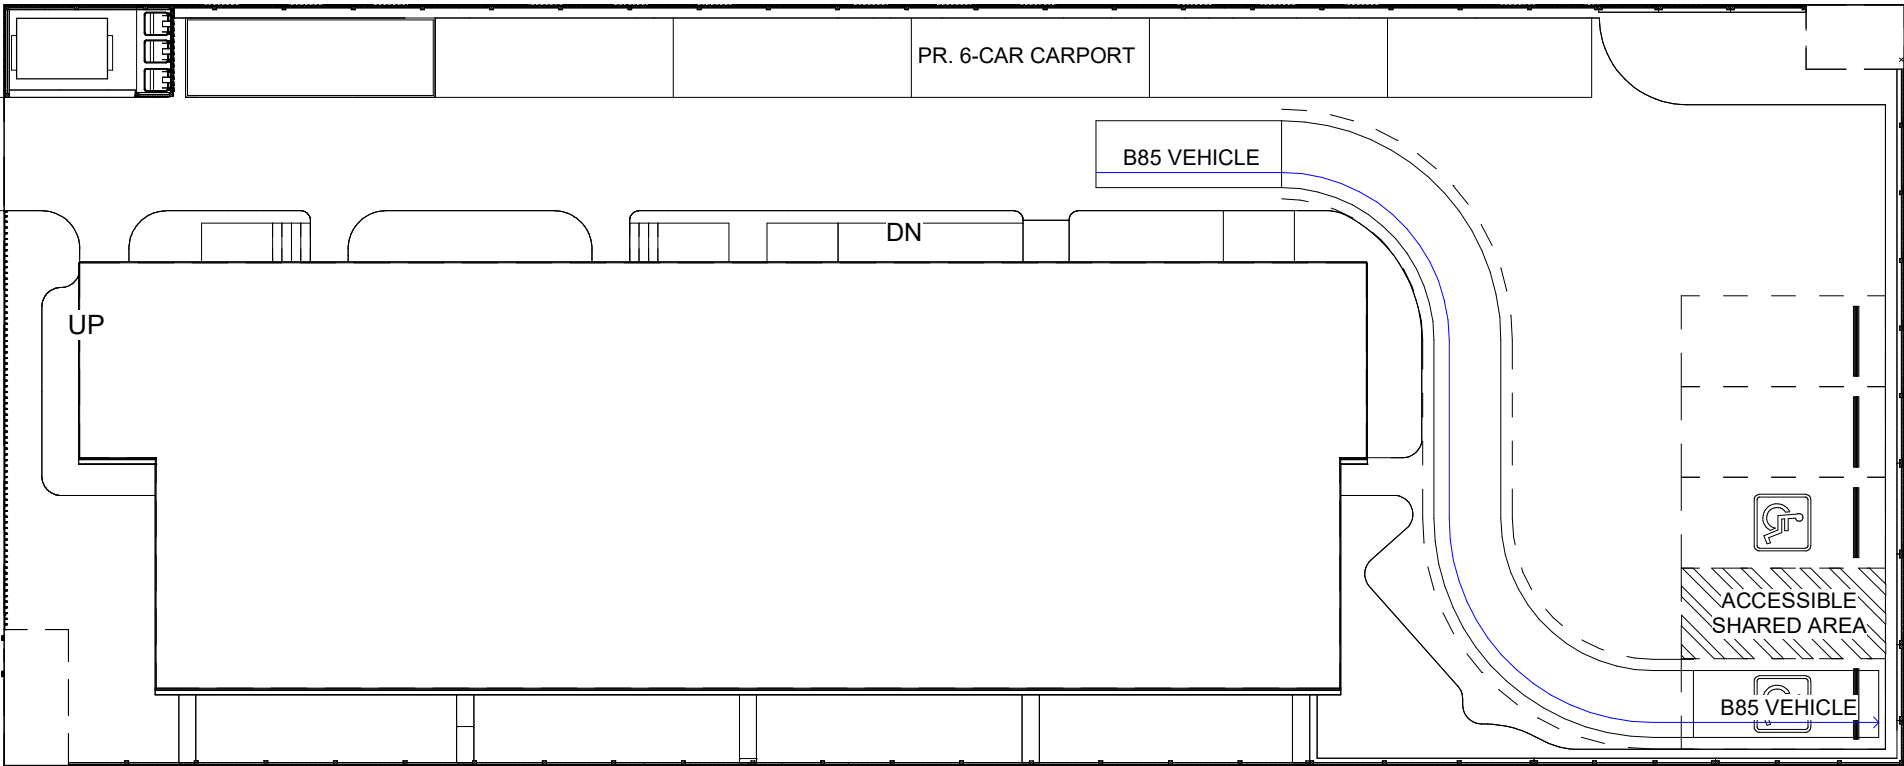 PR. 6-CAR CARPORT
B85 VEHICLE
DN
UP
ACCESSIBLE
SHARED AREA
B85 VEHICLE